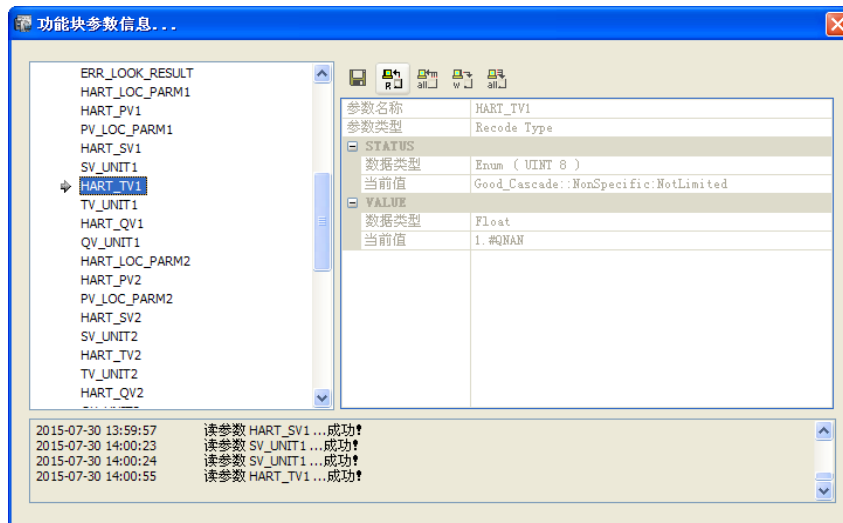 功能块参数信息...
ERR_LOOK_RESULT
HART_LOC_PARM1
HART_PV1
PV_LOC_PARM1
HART_SV1
SV_UNIT1
HART_TV1
TV_UNIT1
HART_QV1
QV_UNIT1
HART_LOC_PARM2
HART_PV2
PV_LOC_PARM2
HART_SV2
SV_UNIT2
HART_TV2
TV_UNIT2
HART_QV2
R all w all
参数名称 HART_TV1
参数类型 Recode Type
STATUS
数据类型 Enum ( UINT 8 )
当前值 Good_Cascade::NonSpecific:NotLimited
VALUE
数据类型 Float
当前值 1.#QNAN
2015-07-30 13:59:57 读参数 HART_SV1 ...成功!
2015-07-30 14:00:23 读参数 SV_UNIT1 ...成功!
2015-07-30 14:00:24 读参数 SV_UNIT1 ...成功!
2015-07-30 14:00:55 读参数 HART_TV1 ...成功!